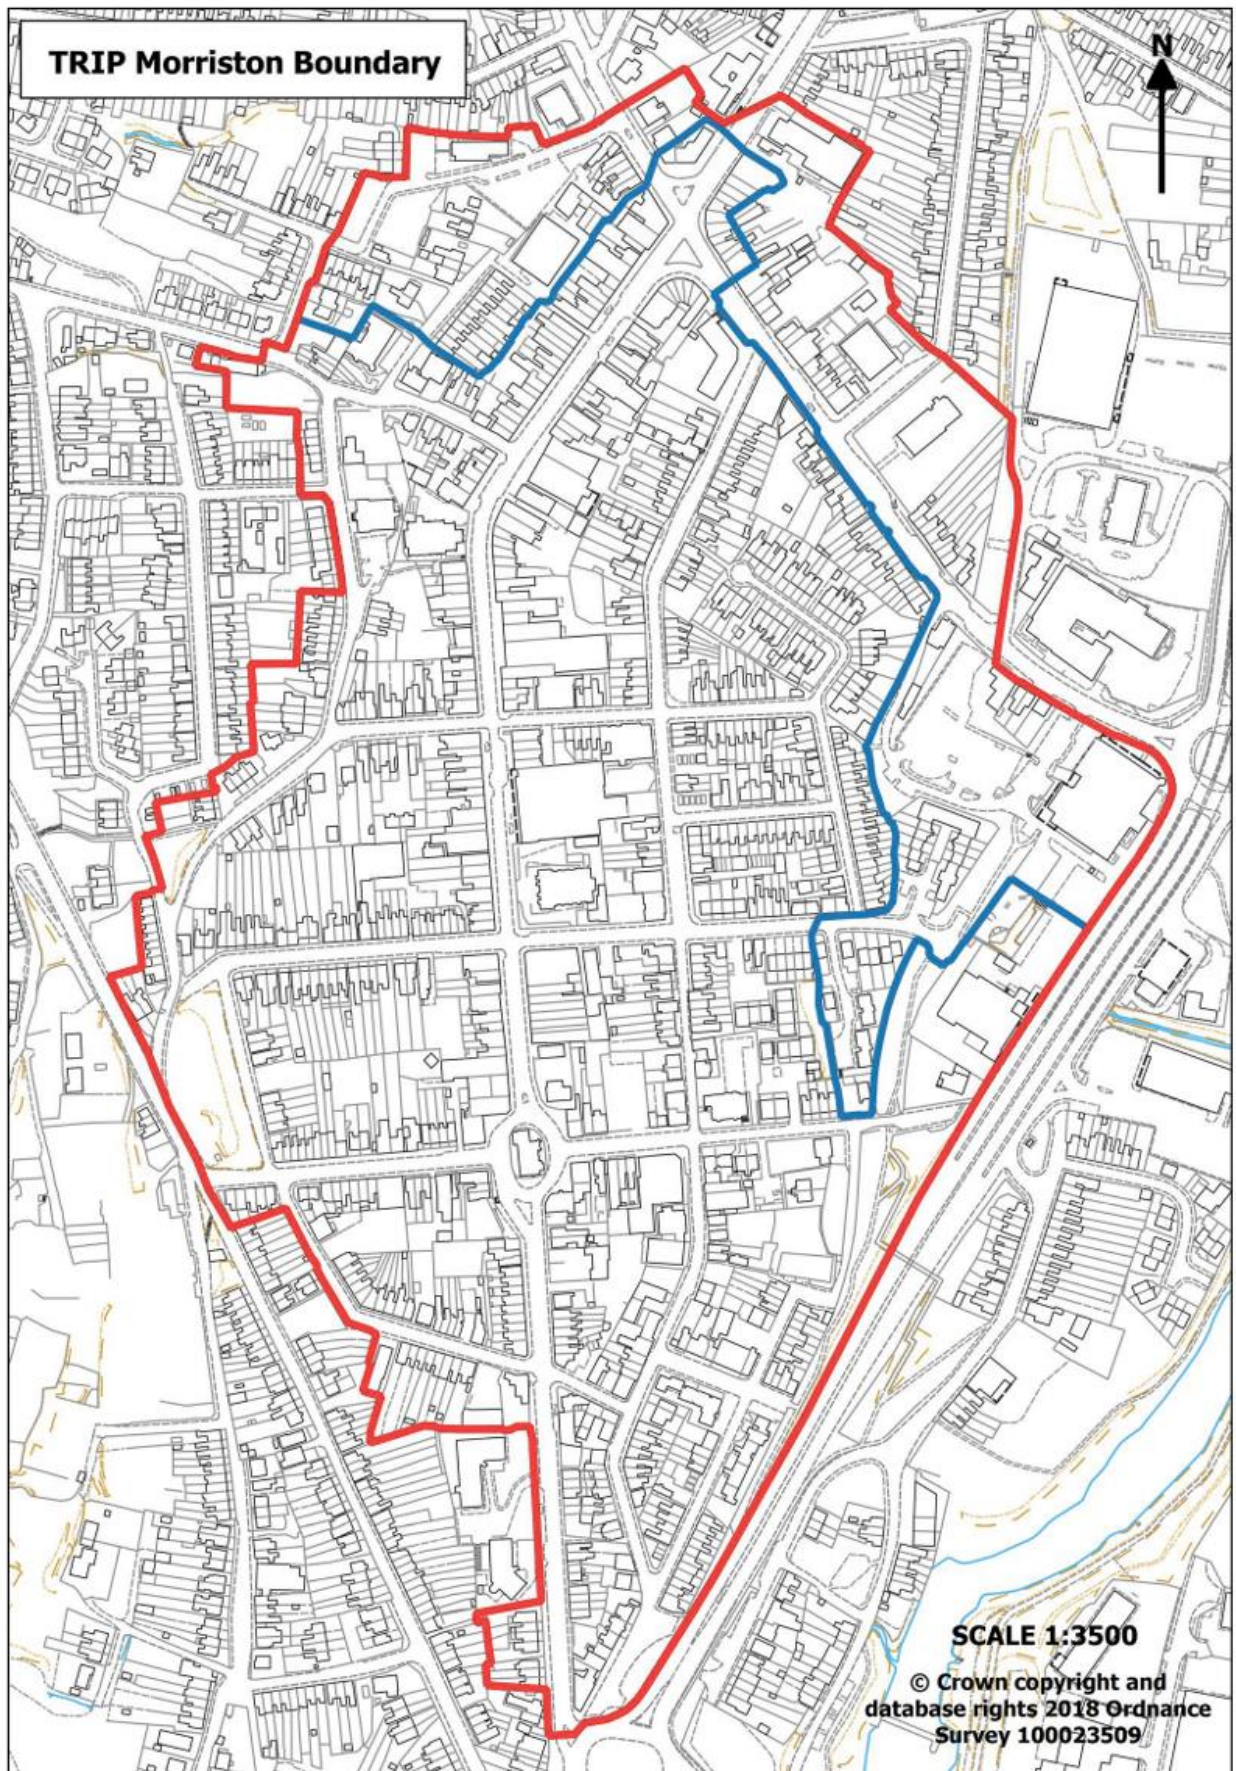 TRIP Morriston Boundary
N
SCALE 1:3500
© Crown copyright and
database rights 2018 Ordnance
Survey 100023509